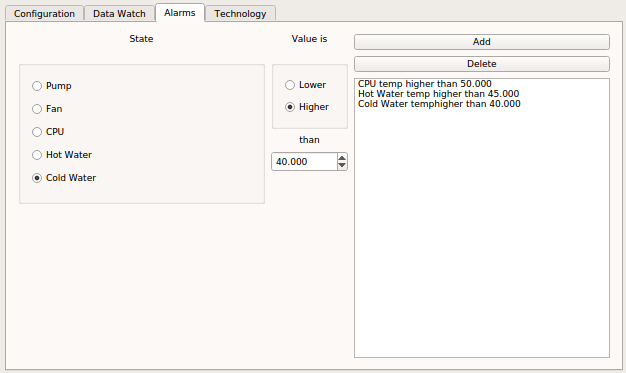 Configuration
Data Watch
Alarms
Technology
State
Value is
Pump
Fan
CPU
Hot Water
Cold Water
Lower
Higher
than
40.000
Add
Delete
CPU temp higher than 50.000
Hot Water temp higher than 45.000
Cold Water temphigher than 40.000